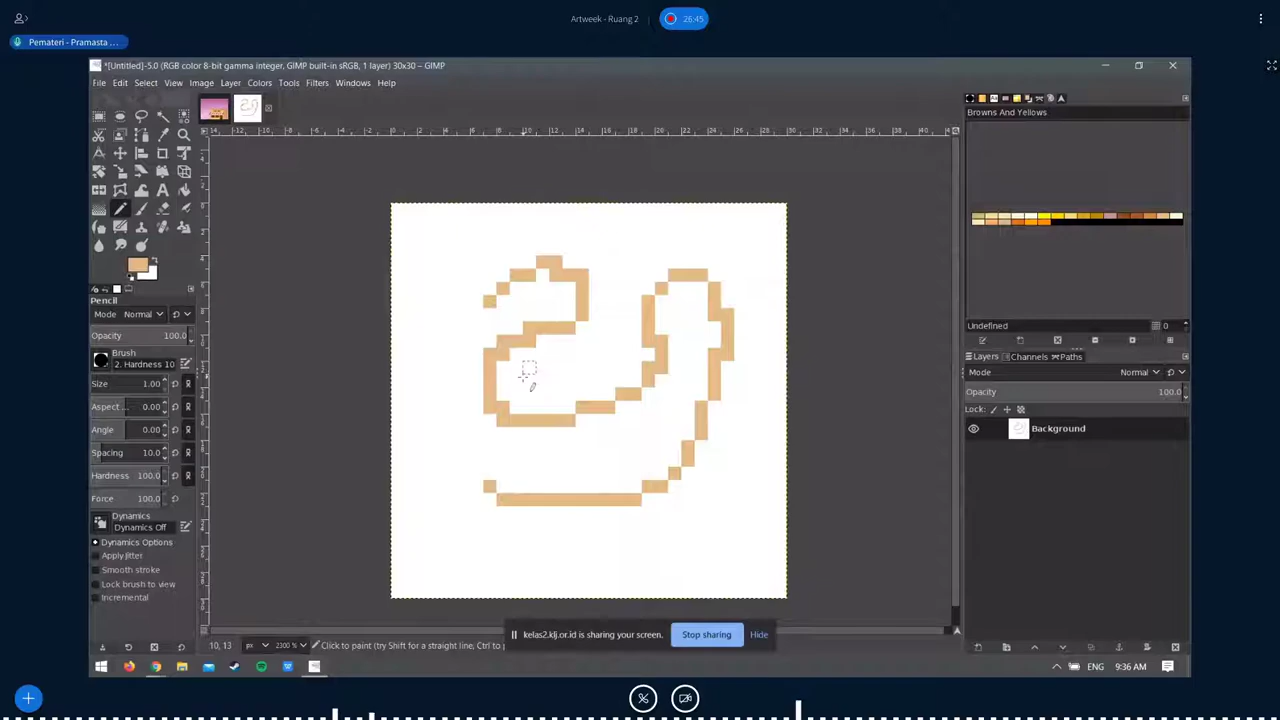 Artweek - Ruang 2
26:45
Pemateri - Pramasta ...
*[Untitled]-5.0 (RGB color 8-bit gamma integer, GIMP built-in sRGB, 1 layer) 30x30 – GIMP
File Edit Select View Image Layer Colors Tools Filters Windows Help
Browns And Yellows
Pencil
Mode Normal
Opacity 100.0
Brush
2. Hardness 10
Size 1.00
Aspect ... 0.00
Angle 0.00
Spacing 10.0
Hardness 100.0
Force 100.0
Dynamics
Dynamics Off
Dynamics Options
Apply Jitter
Smooth stroke
Lock brush to view
Incremental
Undefined 0
Layers Channels Paths
Mode Normal
Opacity 100.0
Lock:
Background
kelas2.klj.or.id is sharing your screen. Stop sharing Hide
10, 13 px 2300 % Click to paint (try Shift for a straight line, Ctrl to p
ENG 9:36 AM